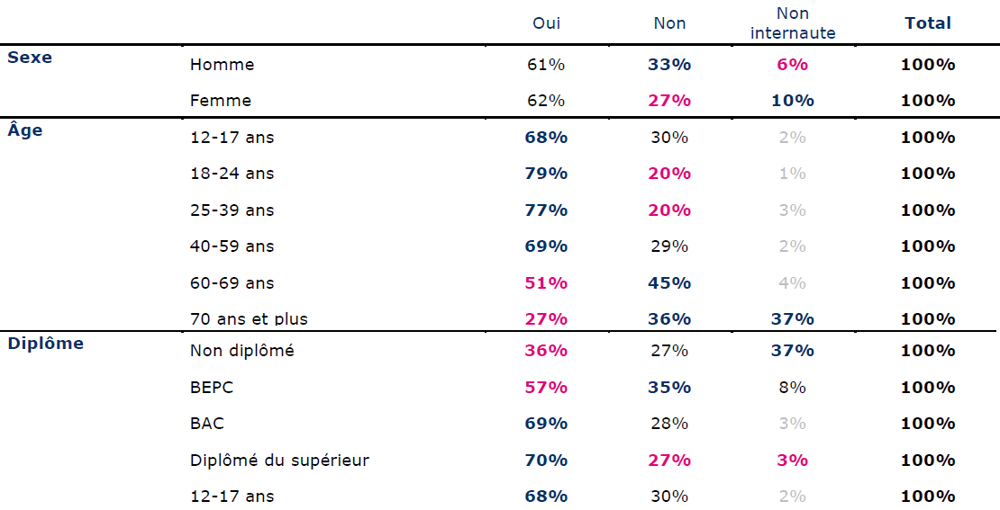 Oui Non Non internaute Total
Sexe Homme 61% 33% 6% 100%
Femme 62% 27% 10% 100%
Âge 12-17 ans 68% 30% 2% 100%
18-24 ans 79% 20% 1% 100%
25-39 ans 77% 20% 3% 100%
40-59 ans 69% 29% 2% 100%
60-69 ans 51% 45% 4% 100%
70 ans et plus 27% 36% 37% 100%
Diplôme Non diplômé 36% 27% 37% 100%
BEPC 57% 35% 8% 100%
BAC 69% 28% 3% 100%
Diplômé du supérieur 70% 27% 3% 100%
12-17 ans 68% 30% 2% 100%